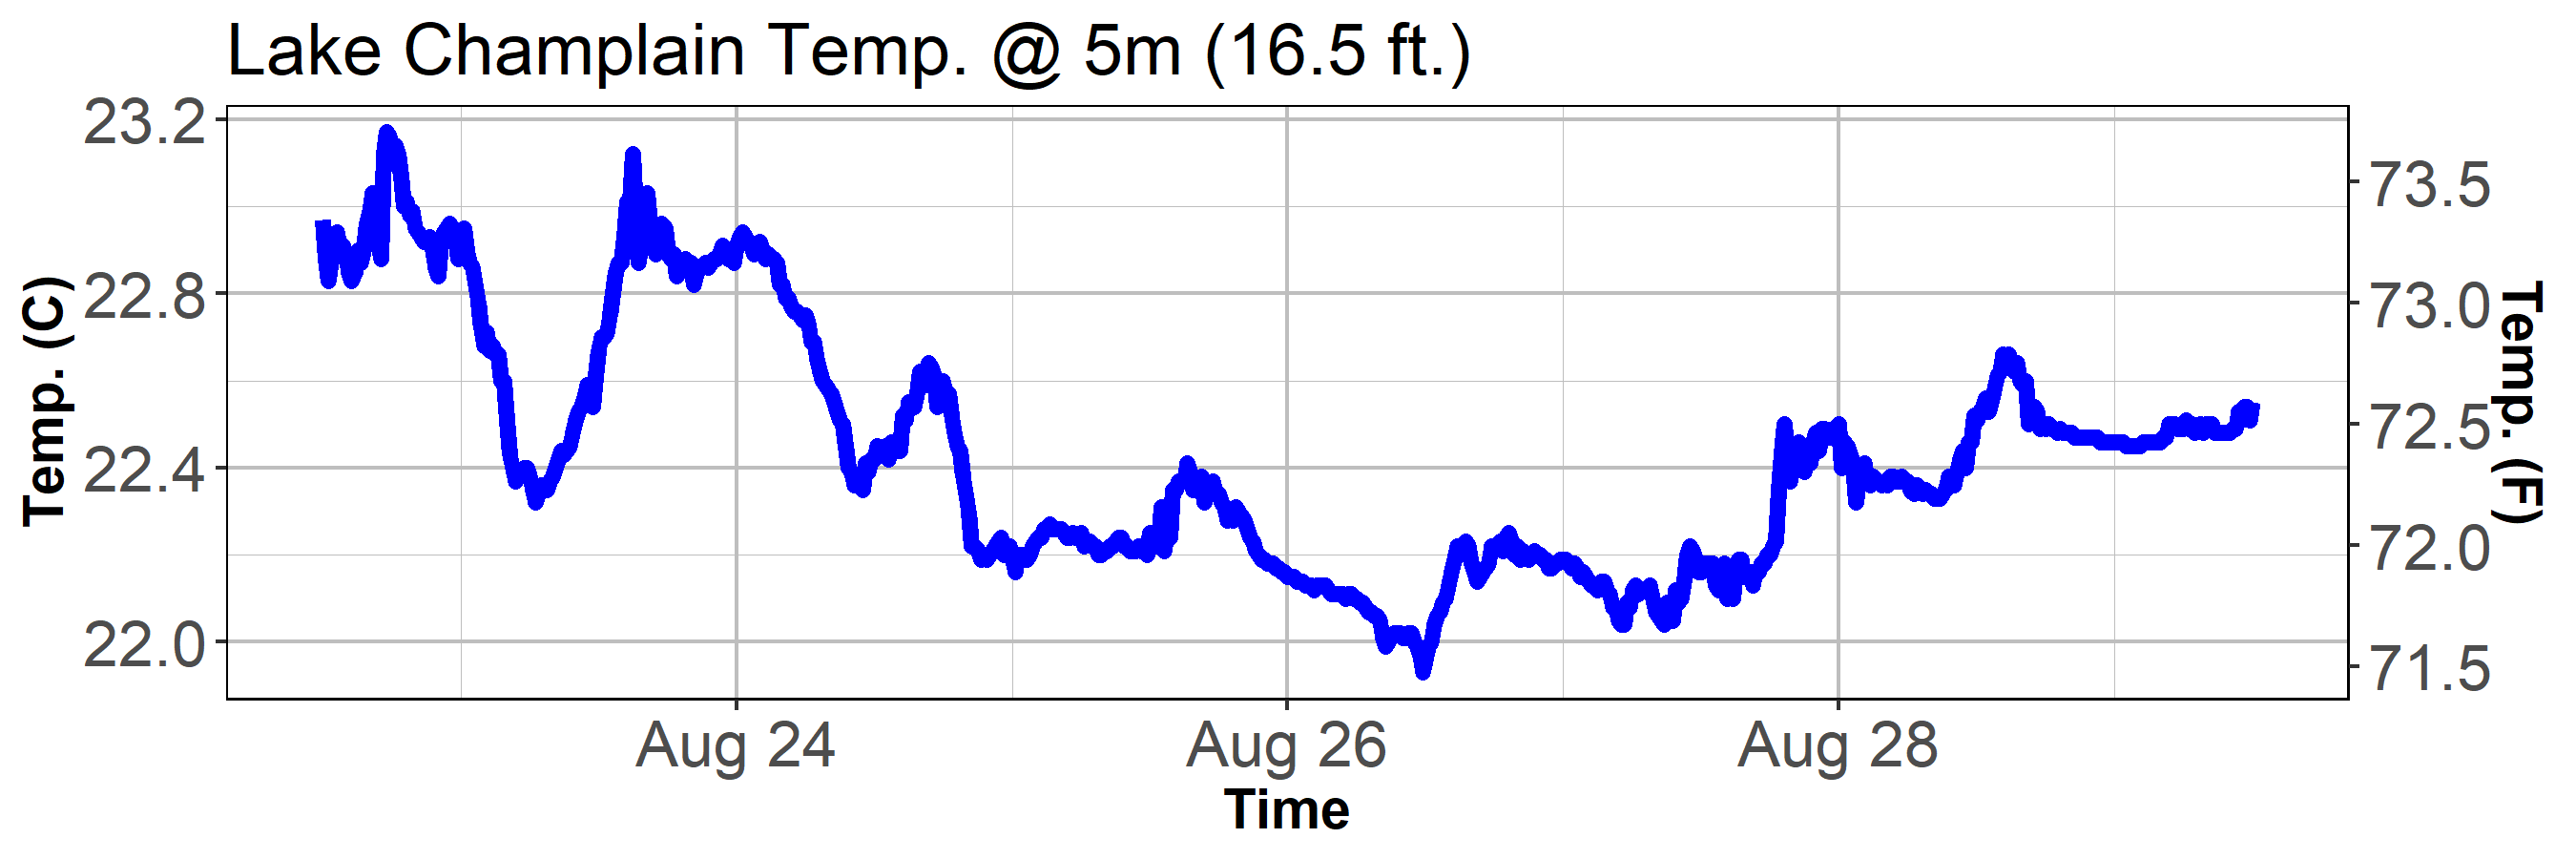 Lake Champlain Temp. @ 5m (16.5 ft.)
23.2
22.8
22.4
22.0
Temp. (C)
73.5
73.0
72.5
72.0
71.5
Temp. (F)
Aug 24
Aug 26
Aug 28
Time